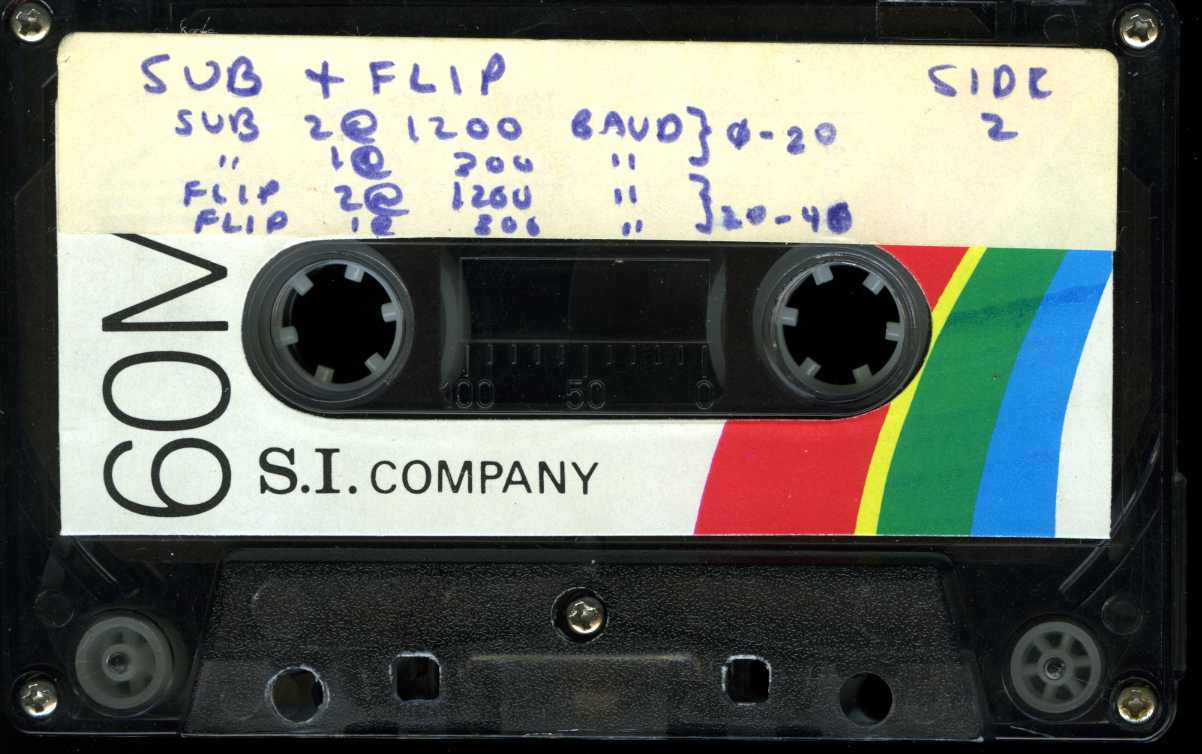 SUB + FLIP
SIDE
2
SUB 2@ 1200 BAUD } 0-20
" 1@ 300 "
FLIP 2@ 1200 "
FLIP 1@ 300 " } 20-40
60M
100 50 0
S.I. COMPANY